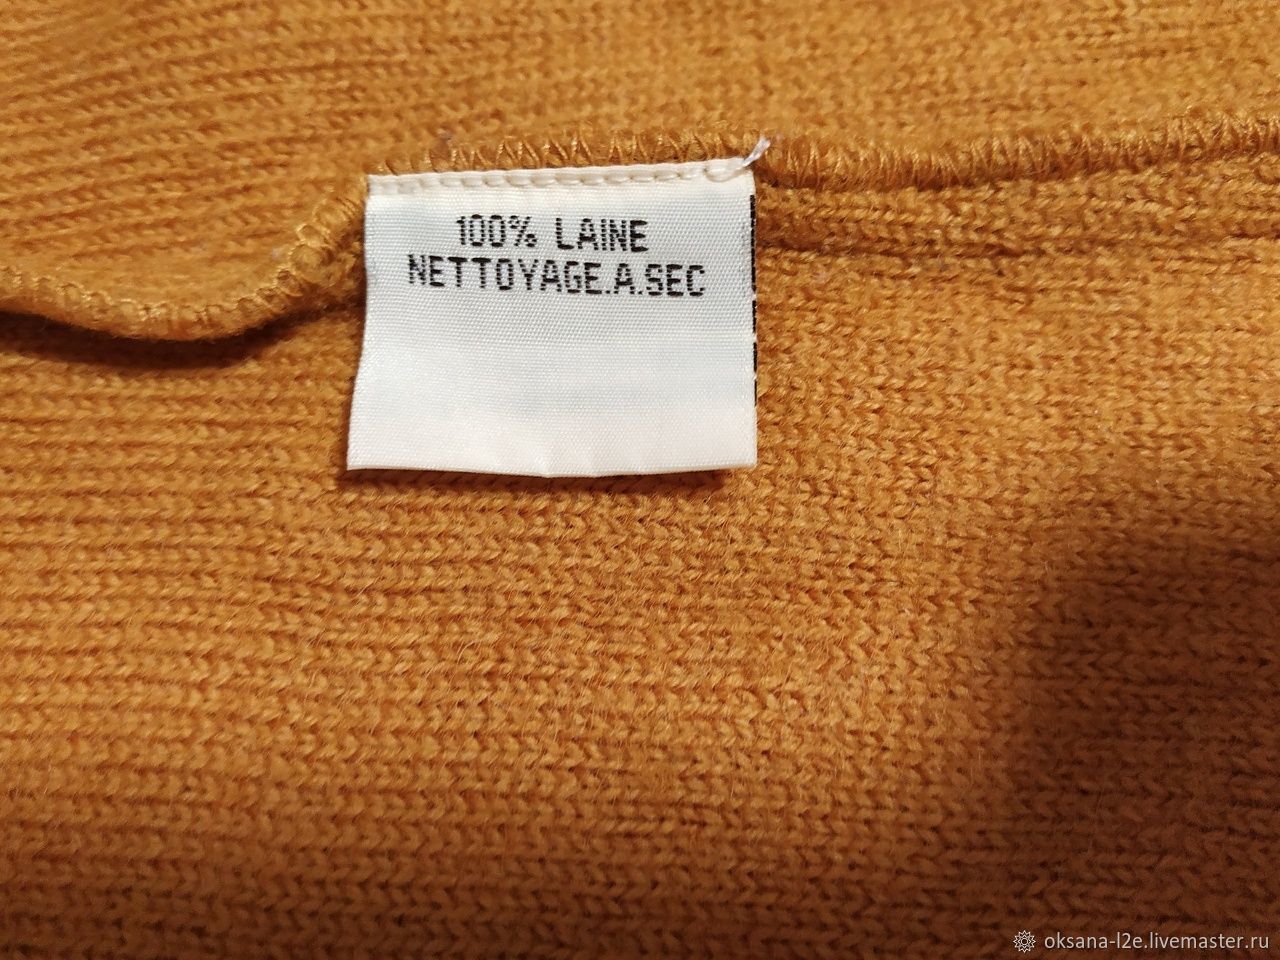 100% LAINE
NETTOYAGE.A.SEC
oksana-l2e.livemaster.ru